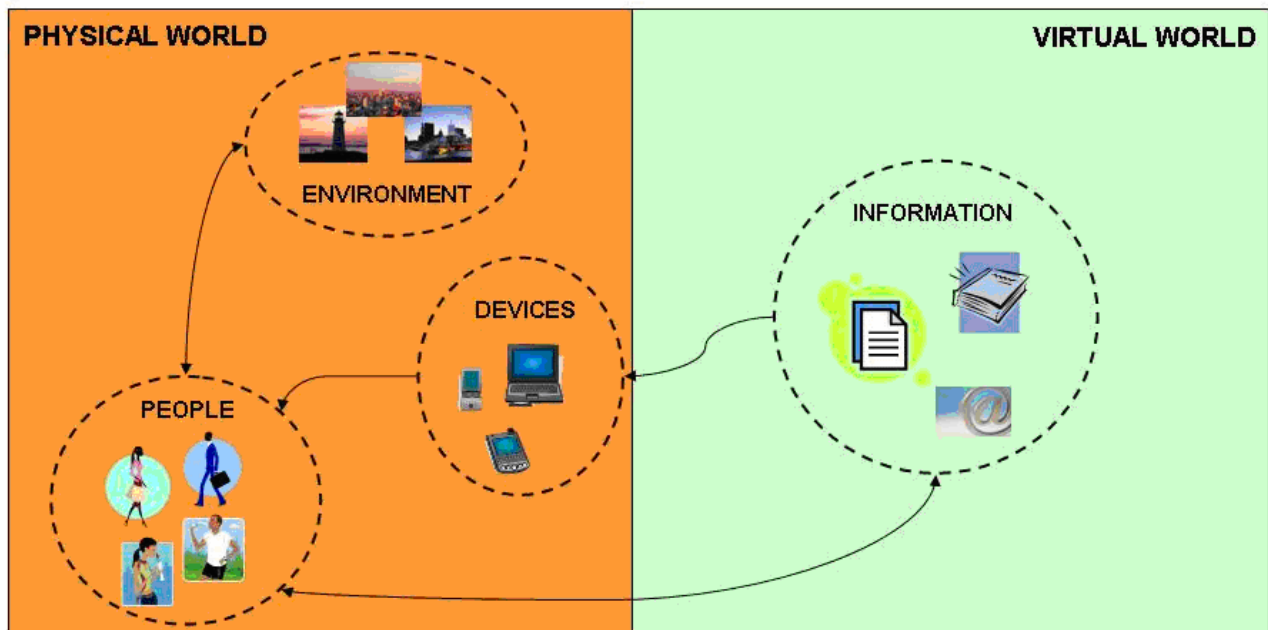 PHYSICAL WORLD
VIRTUAL WORLD
ENVIRONMENT
INFORMATION
DEVICES
PEOPLE
@